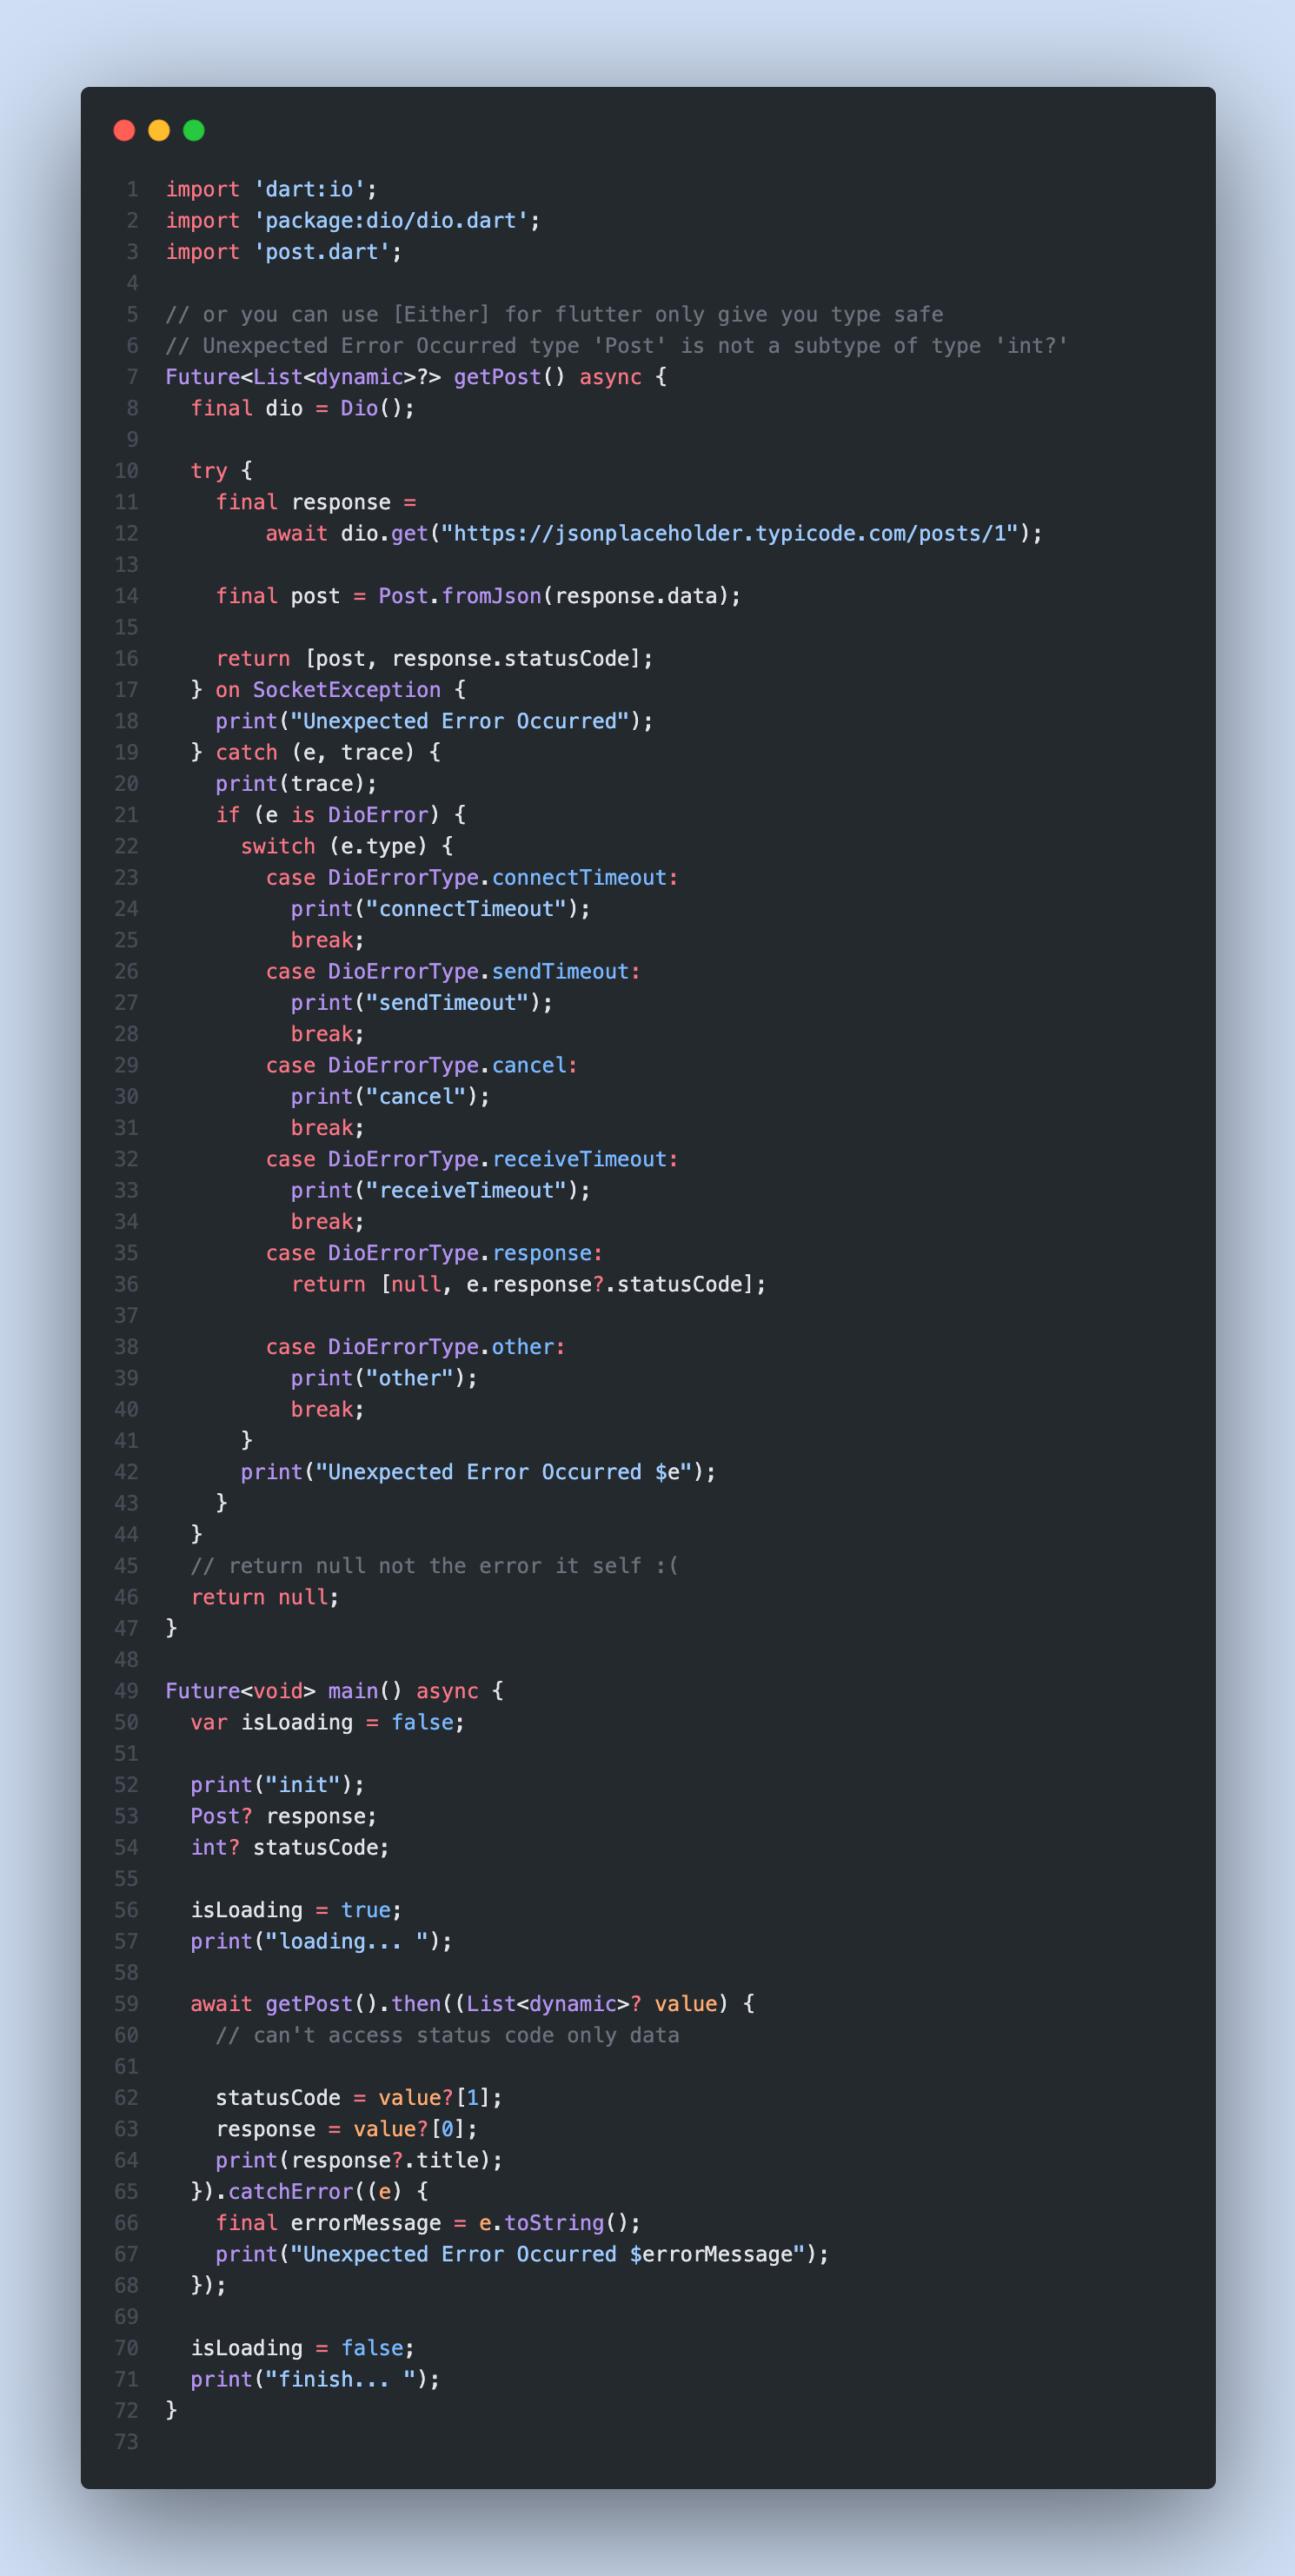 1 import 'dart:io';
2 import 'package:dio/dio.dart';
3 import 'post.dart';
4
5 // or you can use [Either] for flutter only give you type safe
6 // Unexpected Error Occurred type 'Post' is not a subtype of type 'int?'
7 Future<List<dynamic>?> getPost() async {
8   final dio = Dio();
9
10   try {
11     final response =
12         await dio.get("https://jsonplaceholder.typicode.com/posts/1");
13
14     final post = Post.fromJson(response.data);
15
16     return [post, response.statusCode];
17   } on SocketException {
18     print("Unexpected Error Occurred");
19   } catch (e, trace) {
20     print(trace);
21     if (e is DioError) {
22       switch (e.type) {
23         case DioErrorType.connectTimeout:
24           print("connectTimeout");
25           break;
26         case DioErrorType.sendTimeout:
27           print("sendTimeout");
28           break;
29         case DioErrorType.cancel:
30           print("cancel");
31           break;
32         case DioErrorType.receiveTimeout:
33           print("receiveTimeout");
34           break;
35         case DioErrorType.response:
36           return [null, e.response?.statusCode];
37
38         case DioErrorType.other:
39           print("other");
40           break;
41       }
42       print("Unexpected Error Occurred $e");
43     }
44   }
45   // return null not the error it self :(
46   return null;
47 }
48
49 Future<void> main() async {
50   var isLoading = false;
51
52   print("init");
53   Post? response;
54   int? statusCode;
55
56   isLoading = true;
57   print("loading... ");
58
59   await getPost().then((List<dynamic>? value) {
60     // can't access status code only data
61
62     statusCode = value?[1];
63     response = value?[0];
64     print(response?.title);
65   }).catchError((e) {
66     final errorMessage = e.toString();
67     print("Unexpected Error Occurred $errorMessage");
68   });
69
70   isLoading = false;
71   print("finish... ");
72 }
73